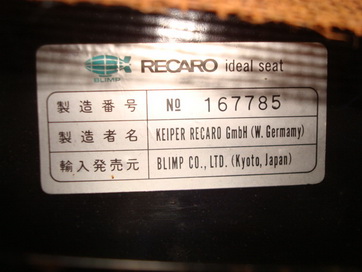 BLIMP
RECARO ideal seat
製造番号 No 167785
製造者名 KEIPER RECARO GmbH (W. Germamy)
輸入発売元 BLIMP CO., LTD. (Kyoto, Japan)